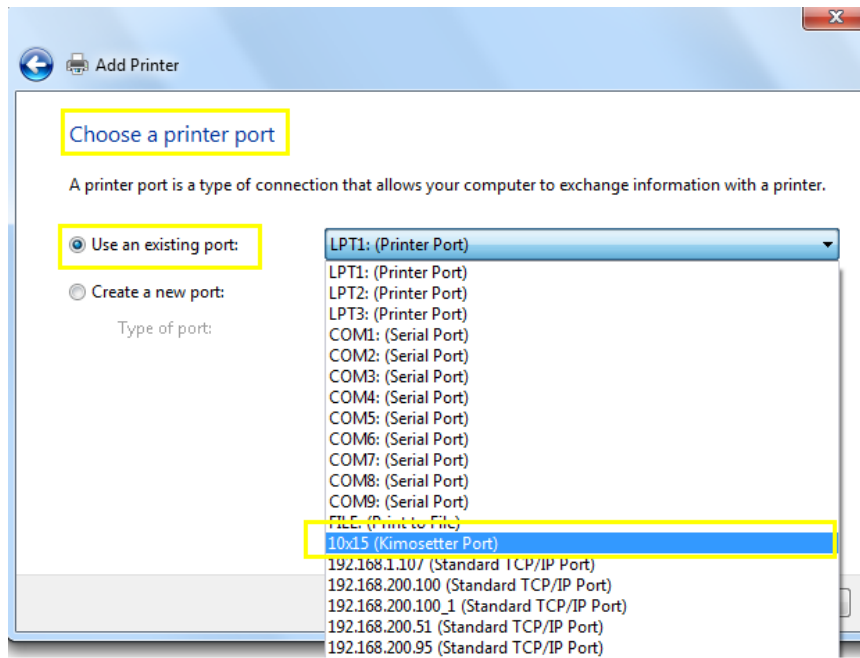 Add Printer
Choose a printer port
A printer port is a type of connection that allows your computer to exchange information with a printer.
Use an existing port:
LPT1: (Printer Port)
LPT1: (Printer Port)
LPT2: (Printer Port)
Create a new port:
LPT3: (Printer Port)
Type of port:
COM1: (Serial Port)
COM2: (Serial Port)
COM3: (Serial Port)
COM4: (Serial Port)
COM5: (Serial Port)
COM6: (Serial Port)
COM7: (Serial Port)
COM8: (Serial Port)
COM9: (Serial Port)
FILE: (Print to File)
10x15 (Kimosetter Port)
192.168.1.107 (Standard TCP/IP Port)
192.168.200.100 (Standard TCP/IP Port)
192.168.200.100_1 (Standard TCP/IP Port)
192.168.200.51 (Standard TCP/IP Port)
192.168.200.95 (Standard TCP/IP Port)